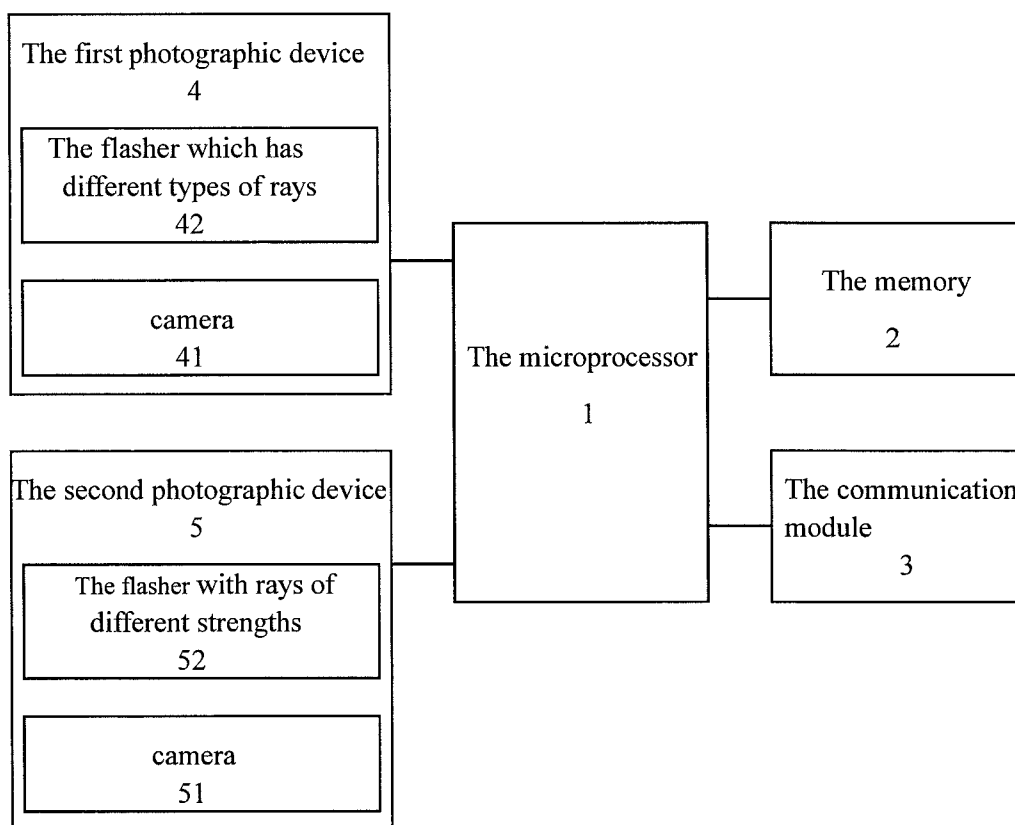 The first photographic device
4
The flasher which has
different types of rays
42
camera
41
The second photographic device
5
The flasher with rays of
different strengths
52
camera
51
The microprocessor
1
The memory
2
The communication
module
3